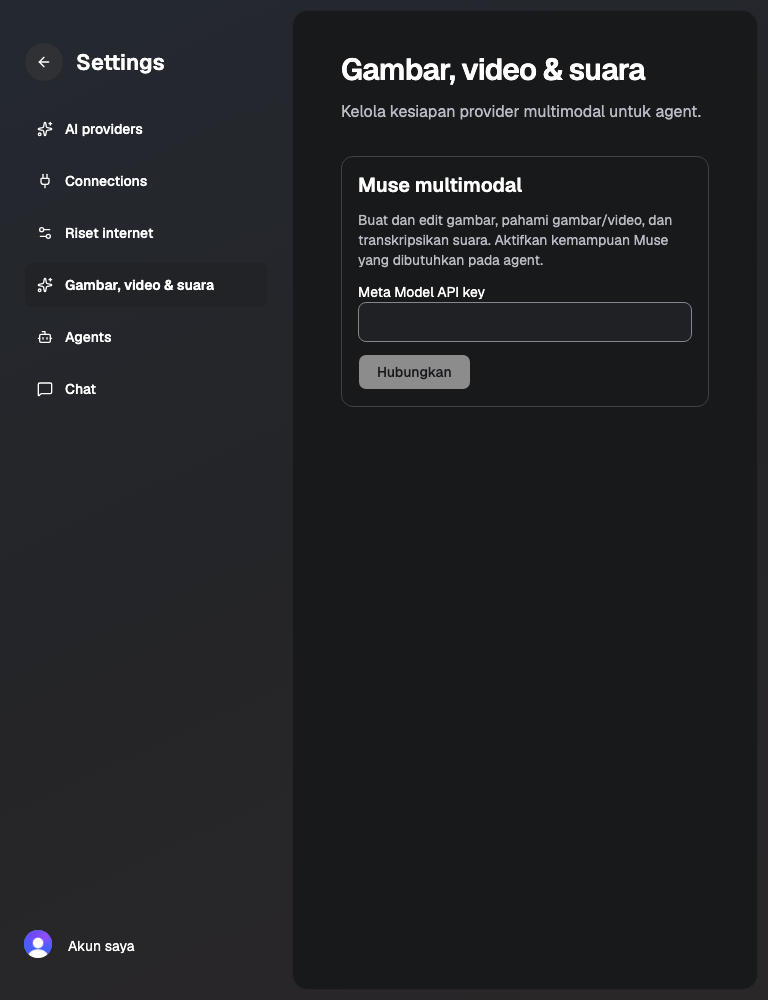 Settings
AI providers
Connections
Riset internet
Gambar, video & suara
Agents
Chat
Akun saya
Gambar, video & suara
Kelola kesiapan provider multimodal untuk agent.
Muse multimodal
Buat dan edit gambar, pahami gambar/video, dan
transkripsikan suara. Aktifkan kemampuan Muse
yang dibutuhkan pada agent.
Meta Model API key
Hubungkan